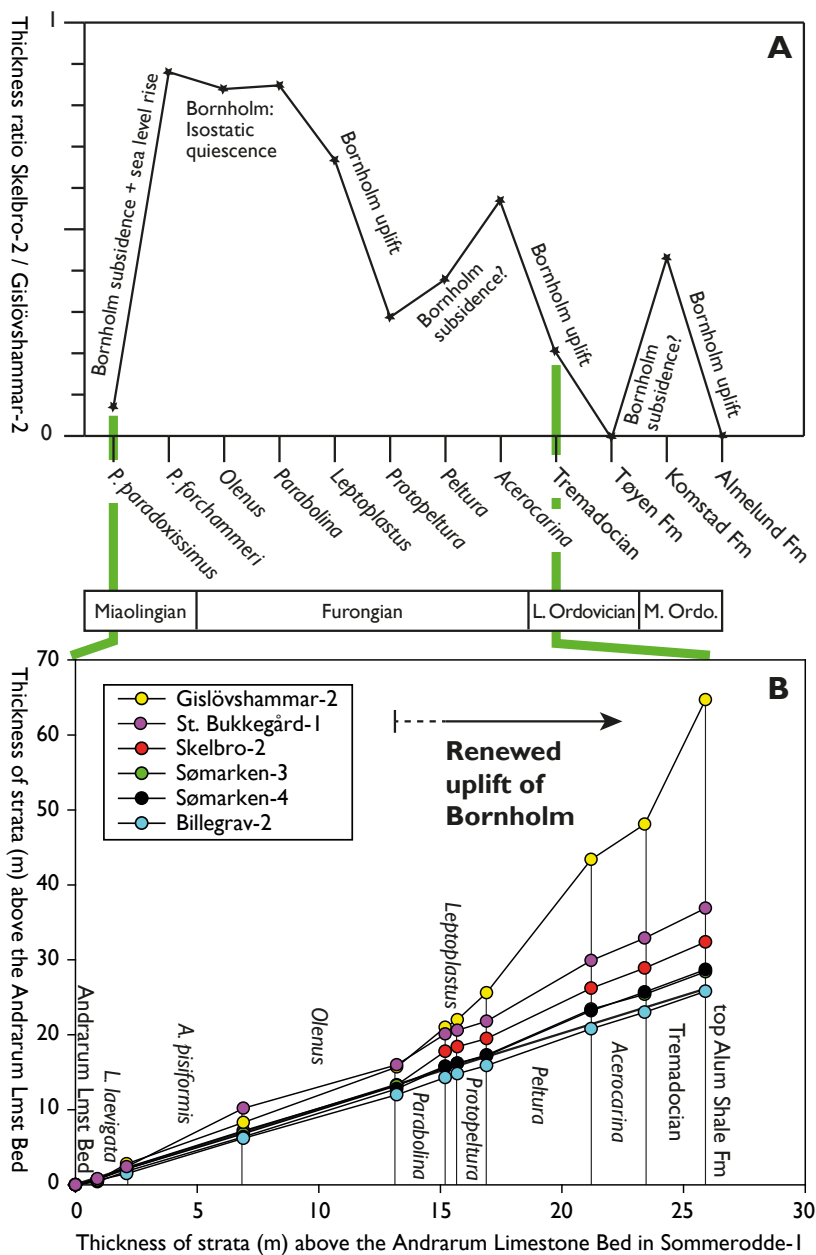 A
Thickness ratio Skelbro-2 / Gislövshammar-2
1
0
Bornholm subsidence + sea level rise
Bornholm:
Isostatic
quiescence
Bornholm uplift
Bornholm
subsidence?
Bornholm uplift
Bornholm
subsidence?
Bornholm uplift
P. paradoxissimus
P. forchammeri
Olenus
Parabolina
Leptoplastus
Protopeltura
Peltura
Acerocarina
Tremadocian
Tøyen Fm
Komstad Fm
Almelund Fm
Miaolingian
Furongian
L. Ordovician
M. Ordo.
B
Thickness of strata (m) above the Andrarum Lmst Bed
70
60
50
40
30
20
10
0
Gislövshammar-2
St. Bukkegård-1
Skelbro-2
Sømarken-3
Sømarken-4
Billegrav-2
Renewed
uplift of
Bornholm
Andrarum Lmst Bed
L. laevigata
A. pisiformis
Olenus
Parabolina
Leptoplastus
Protopeltura
Peltura
Acerocarina
Tremadocian
top Alum Shale Fm
0
5
10
15
20
25
30
Thickness of strata (m) above the Andrarum Limestone Bed in Sommerodde-1